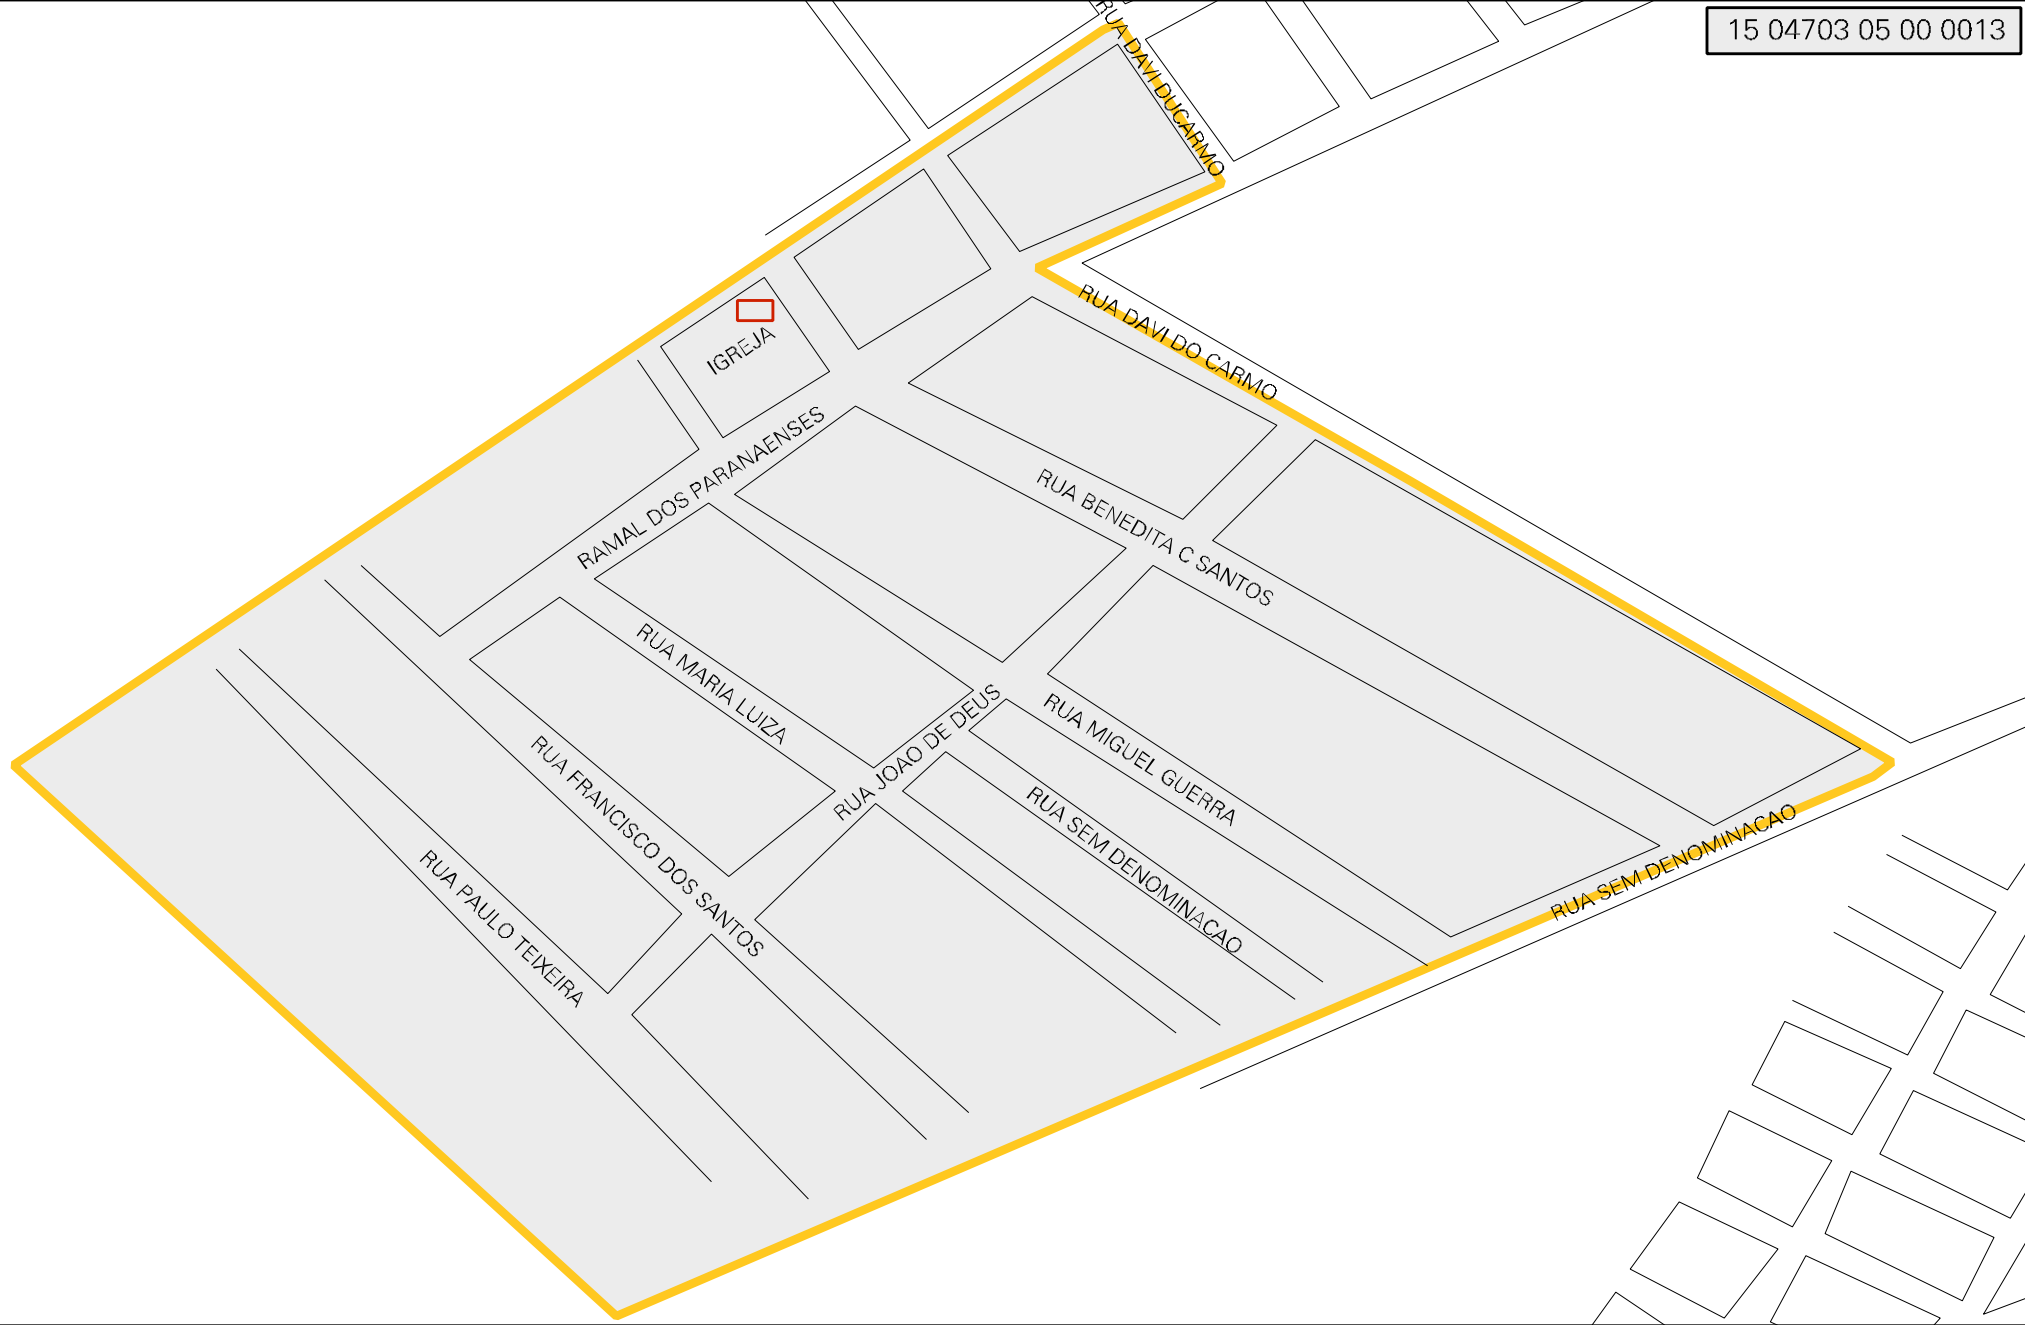 15 04703 05 00 0013
RUA DAVI DUCARMO
RUA DAVI DO CARMO
IGREJA
RAMAL DOS PARANAENSES
RUA BENEDITA C SANTOS
RUA MARIA LUIZA
RUA JOAO DE DEUS
RUA MIGUEL GUERRA
RUA FRANCISCO DOS SANTOS
RUA SEM DENOMINACAO
RUA SEM DENOMINACAO
RUA PAULO TEIXEIRA